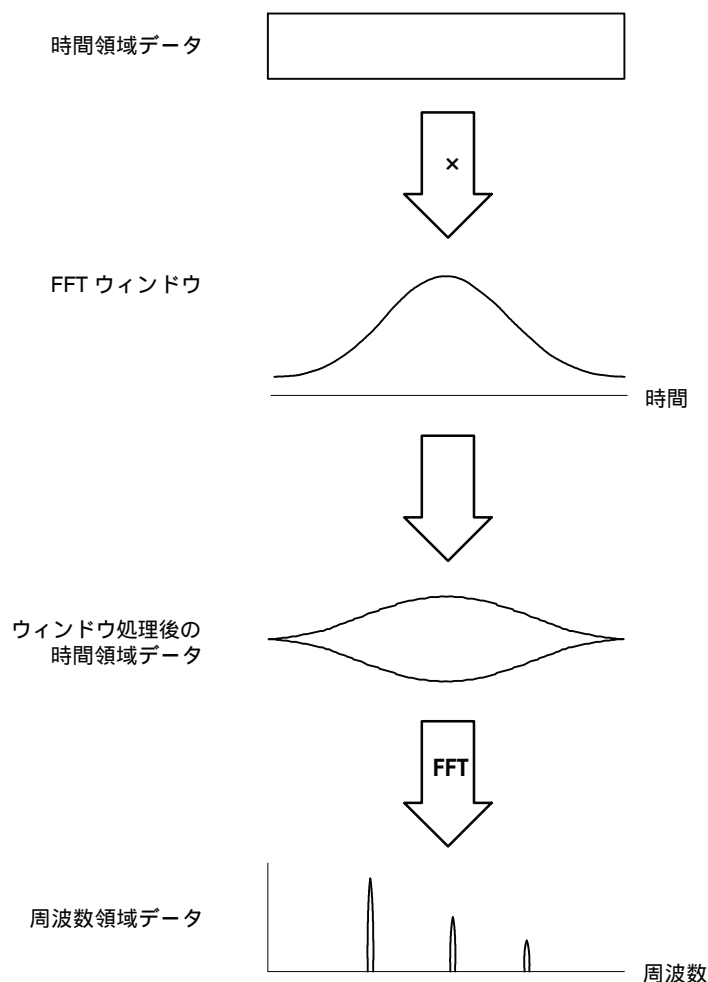 時間領域データ
×
FFT ウィンドウ
時間
ウィンドウ処理後の
時間領域データ
FFT
周波数領域データ
周波数